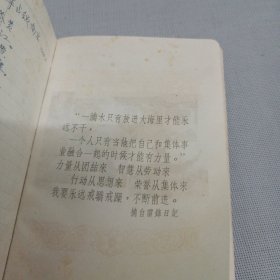 “一滴水只有放进大海里才能永
远不干，
一个人只有当他把自己和集体事
业融合一起的时候才能有力量。”
力量从团结来　智慧从劳动来
行动从思想来　荣誉从集体来
我要永远戒骄戒躁，不断前进。
摘自雷锋日记